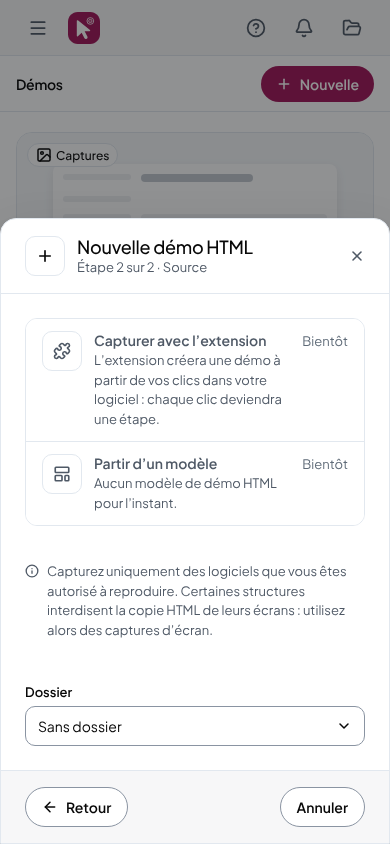 Démos
Nouvelle
Captures
Nouvelle démo HTML
Étape 2 sur 2 · Source
Capturer avec l’extension
Bientôt
L’extension créera une démo à
partir de vos clics dans votre
logiciel : chaque clic deviendra
une étape.
Partir d’un modèle
Bientôt
Aucun modèle de démo HTML
pour l’instant.
Capturez uniquement des logiciels que vous êtes
autorisé à reproduire. Certaines structures
interdisent la copie HTML de leurs écrans : utilisez
alors des captures d’écran.
Dossier
Sans dossier
Retour
Annuler